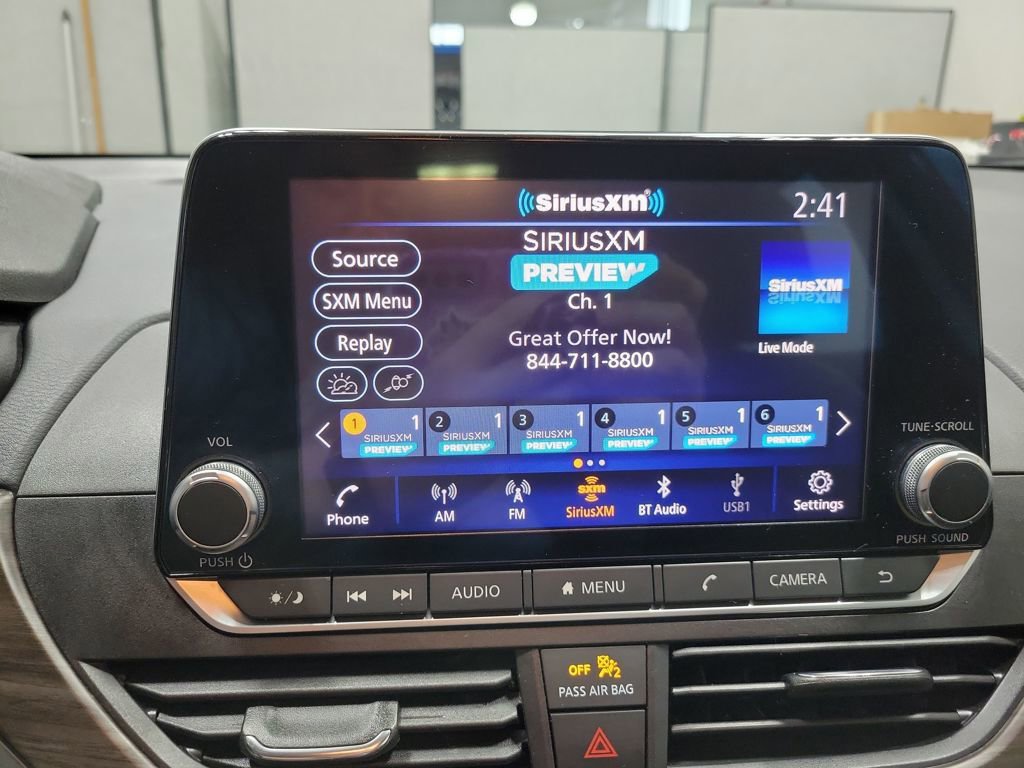 SiriusXM®
2:41
SIRIUSXM
PREVIEW
Ch. 1
Great Offer Now!
844-711-8800
Source
SXM Menu
Replay
SiriusXM
Live Mode
1 1 SIRIUSXM PREVIEW
2 1 SIRIUSXM PREVIEW
3 1 SIRIUSXM PREVIEW
4 1 SIRIUSXM PREVIEW
5 1 SIRIUSXM PREVIEW
6 1 SIRIUSXM PREVIEW
Phone
AM
FM
sxm
SiriusXM
BT Audio
USB1
Settings
VOL
PUSH
TUNE·SCROLL
PUSH SOUND
AUDIO
MENU
CAMERA
OFF 2
PASS AIR BAG